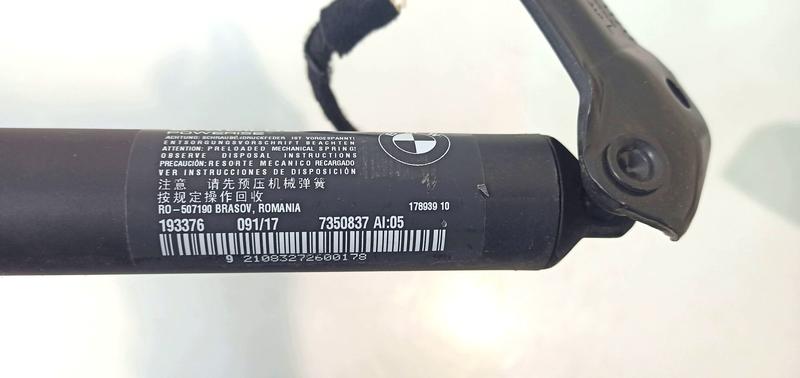 POWERISE
ACHTUNG: SCHRAUBENDRUCKFEDER IST VORGESPANNT!
ENTSORGUNGSVORSCHRIFT BEACHTEN
ATTENTION: PRELOADED MECHANICAL SPRING!
OBSERVE DISPOSAL INSTRUCTIONS
PRECAUCIÓN: RESORTE MECANICO RECARGADO
VER INSTRUCCIONES DE DISPOSICIÓN
注意 请先预压机械弹簧
按规定操作回收
RO-507190 BRASOV, ROMANIA 178939 10
193376 091/17 7350837 AI:05
9 21083272600178